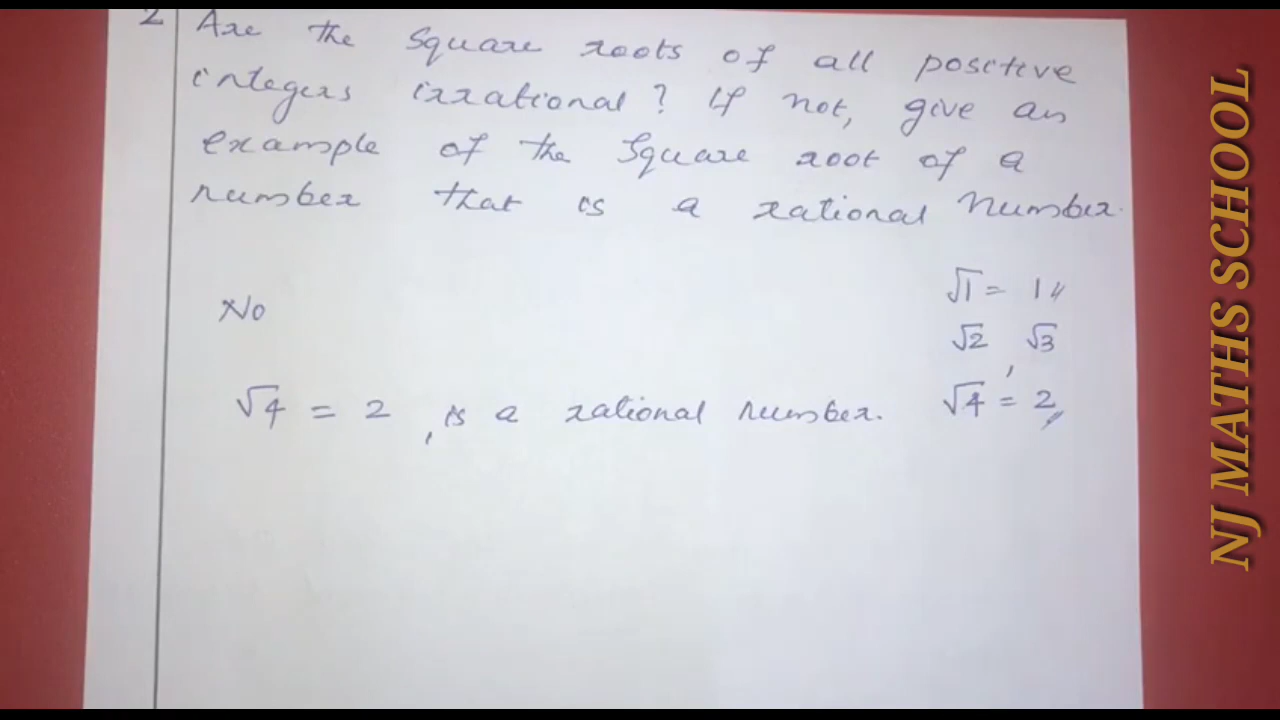 2 Are the Square roots of all positive
integers irrational ? If not, give an
example of the Square root of a
number that is a rational Number.
√1 = 1
No
√2 , √3
√4 = 2 , is a rational number.
√4 = 2
NJ MATHS SCHOOL